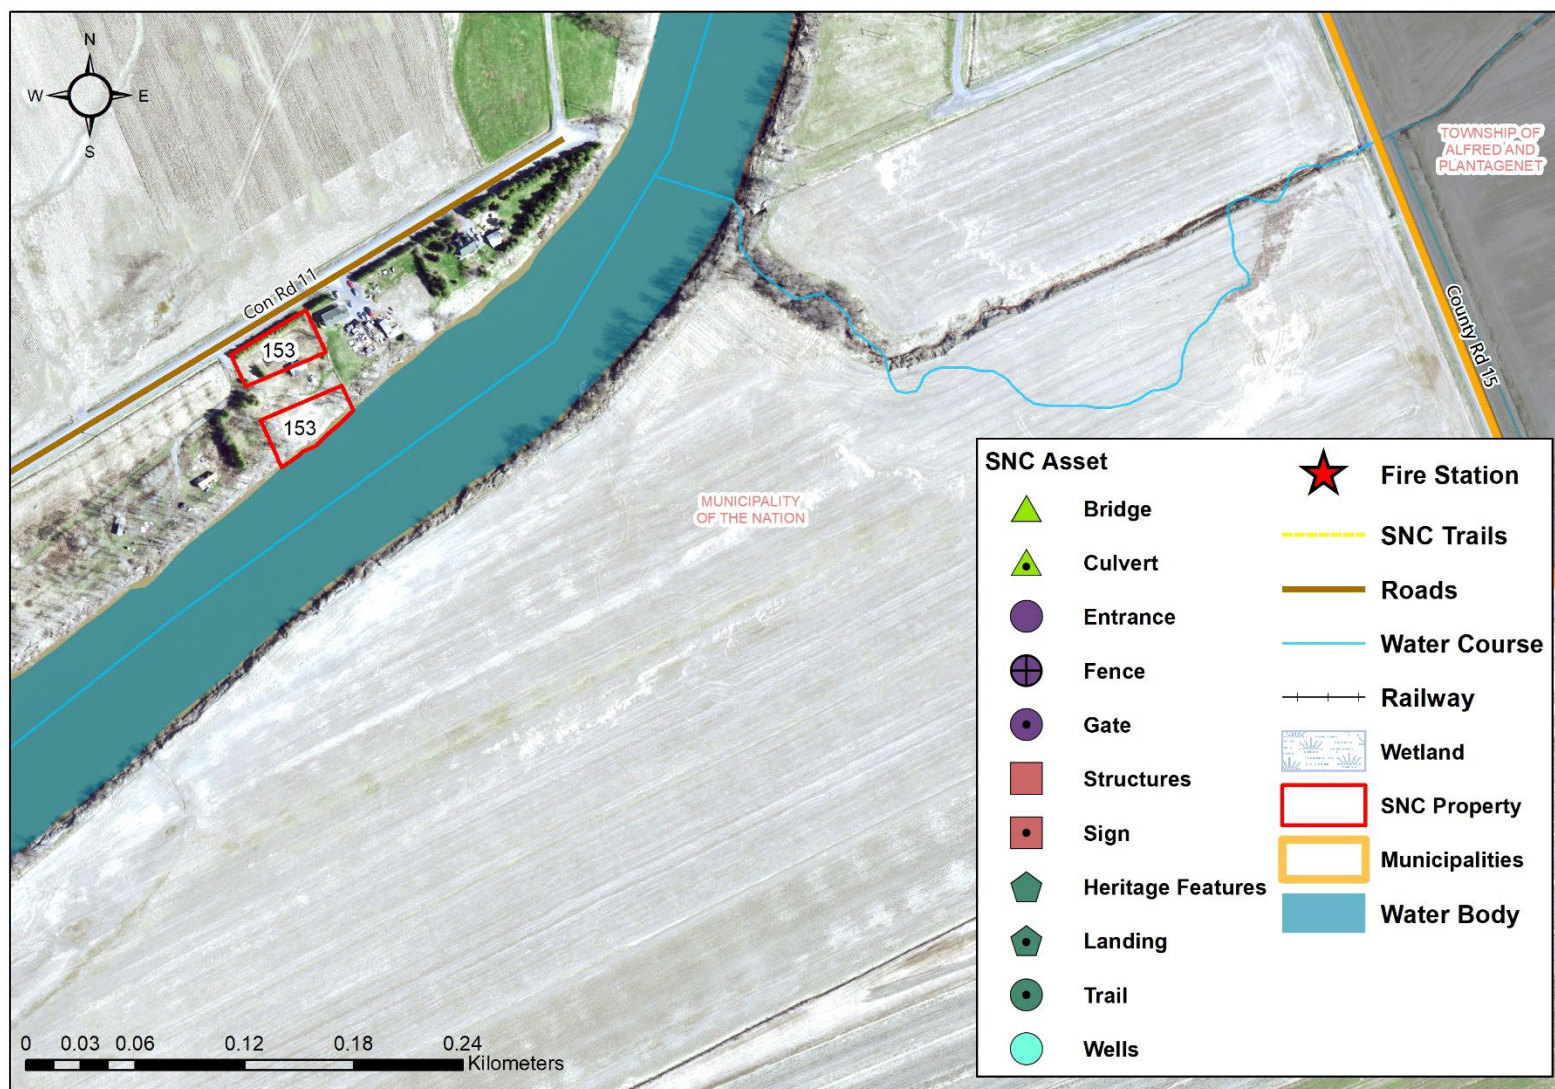 N
W E
S
TOWNSHIP OF
ALFRED AND
PLANTAGENET
Con Rd 11
153
153
County Rd 15
MUNICIPALITY
OF THE NATION
SNC Asset
Bridge
Culvert
Entrance
Fence
Gate
Structures
Sign
Heritage Features
Landing
Trail
Wells
Fire Station
SNC Trails
Roads
Water Course
Railway
Wetland
SNC Property
Municipalities
Water Body
0 0.03 0.06 0.12 0.18 0.24
Kilometers